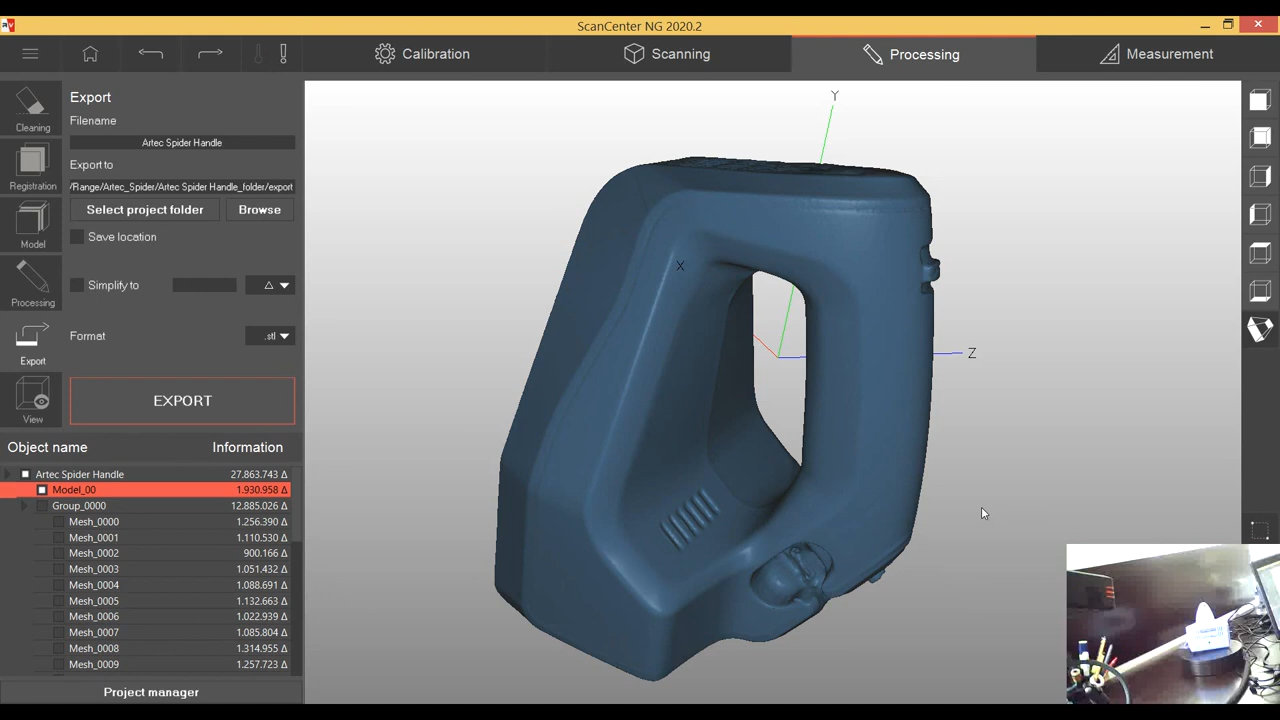 ScanCenter NG 2020.2
Calibration
Scanning
Processing
Measurement
Cleaning
Registration
Model
Processing
Export
View
Export
Filename
Artec Spider Handle
Export to
/Range/Artec_Spider/Artec Spider Handle_folder/export
Select project folder
Browse
Save location
Simplify to
Δ
Format
.stl
EXPORT
Object name Information
Artec Spider Handle 27.863.743 Δ
Model_00 1.930.958 Δ
Group_0000 12.885.026 Δ
Mesh_0000 1.256.390 Δ
Mesh_0001 1.110.530 Δ
Mesh_0002 900.166 Δ
Mesh_0003 1.051.432 Δ
Mesh_0004 1.088.691 Δ
Mesh_0005 1.132.663 Δ
Mesh_0006 1.022.939 Δ
Mesh_0007 1.085.804 Δ
Mesh_0008 1.314.955 Δ
Mesh_0009 1.257.723 Δ
Project manager
Y
X
Z